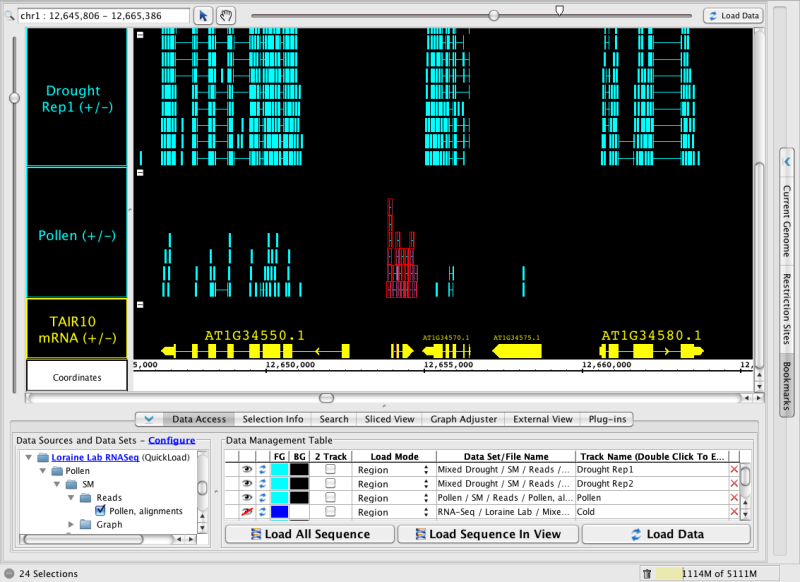 chr1 : 12,645,806 – 12,665,386
Load Data
Drought
Rep1 (+/-)
Pollen (+/-)
TAIR10
mRNA (+/-)
AT1G34550.1
AT1G34570.1
AT1G34575.1
AT1G34580.1
Coordinates
5,000
12,650,000
12,655,000
12,660,000
12,
Current Genome
Restriction Sites
Bookmarks
Data Access
Selection Info
Search
Sliced View
Graph Adjuster
External View
Plug-ins
Data Sources and Data Sets – Configure
Loraine Lab RNASeq (QuickLoad)
Pollen
SM
Reads
Pollen, alignments
Graph
Data Management Table
FG BG 2 Track Load Mode Data Set/File Name Track Name (Double Click To E...
Region Mixed Drought / SM / Reads /... Drought Rep1
Region Mixed Drought / SM / Reads /... Drought Rep2
Region Pollen / SM / Reads / Pollen, al... Pollen
Region RNA-Seq / Loraine Lab / Mixe... Cold
Load All Sequence
Load Sequence In View
Load Data
24 Selections
1114M of 5111M